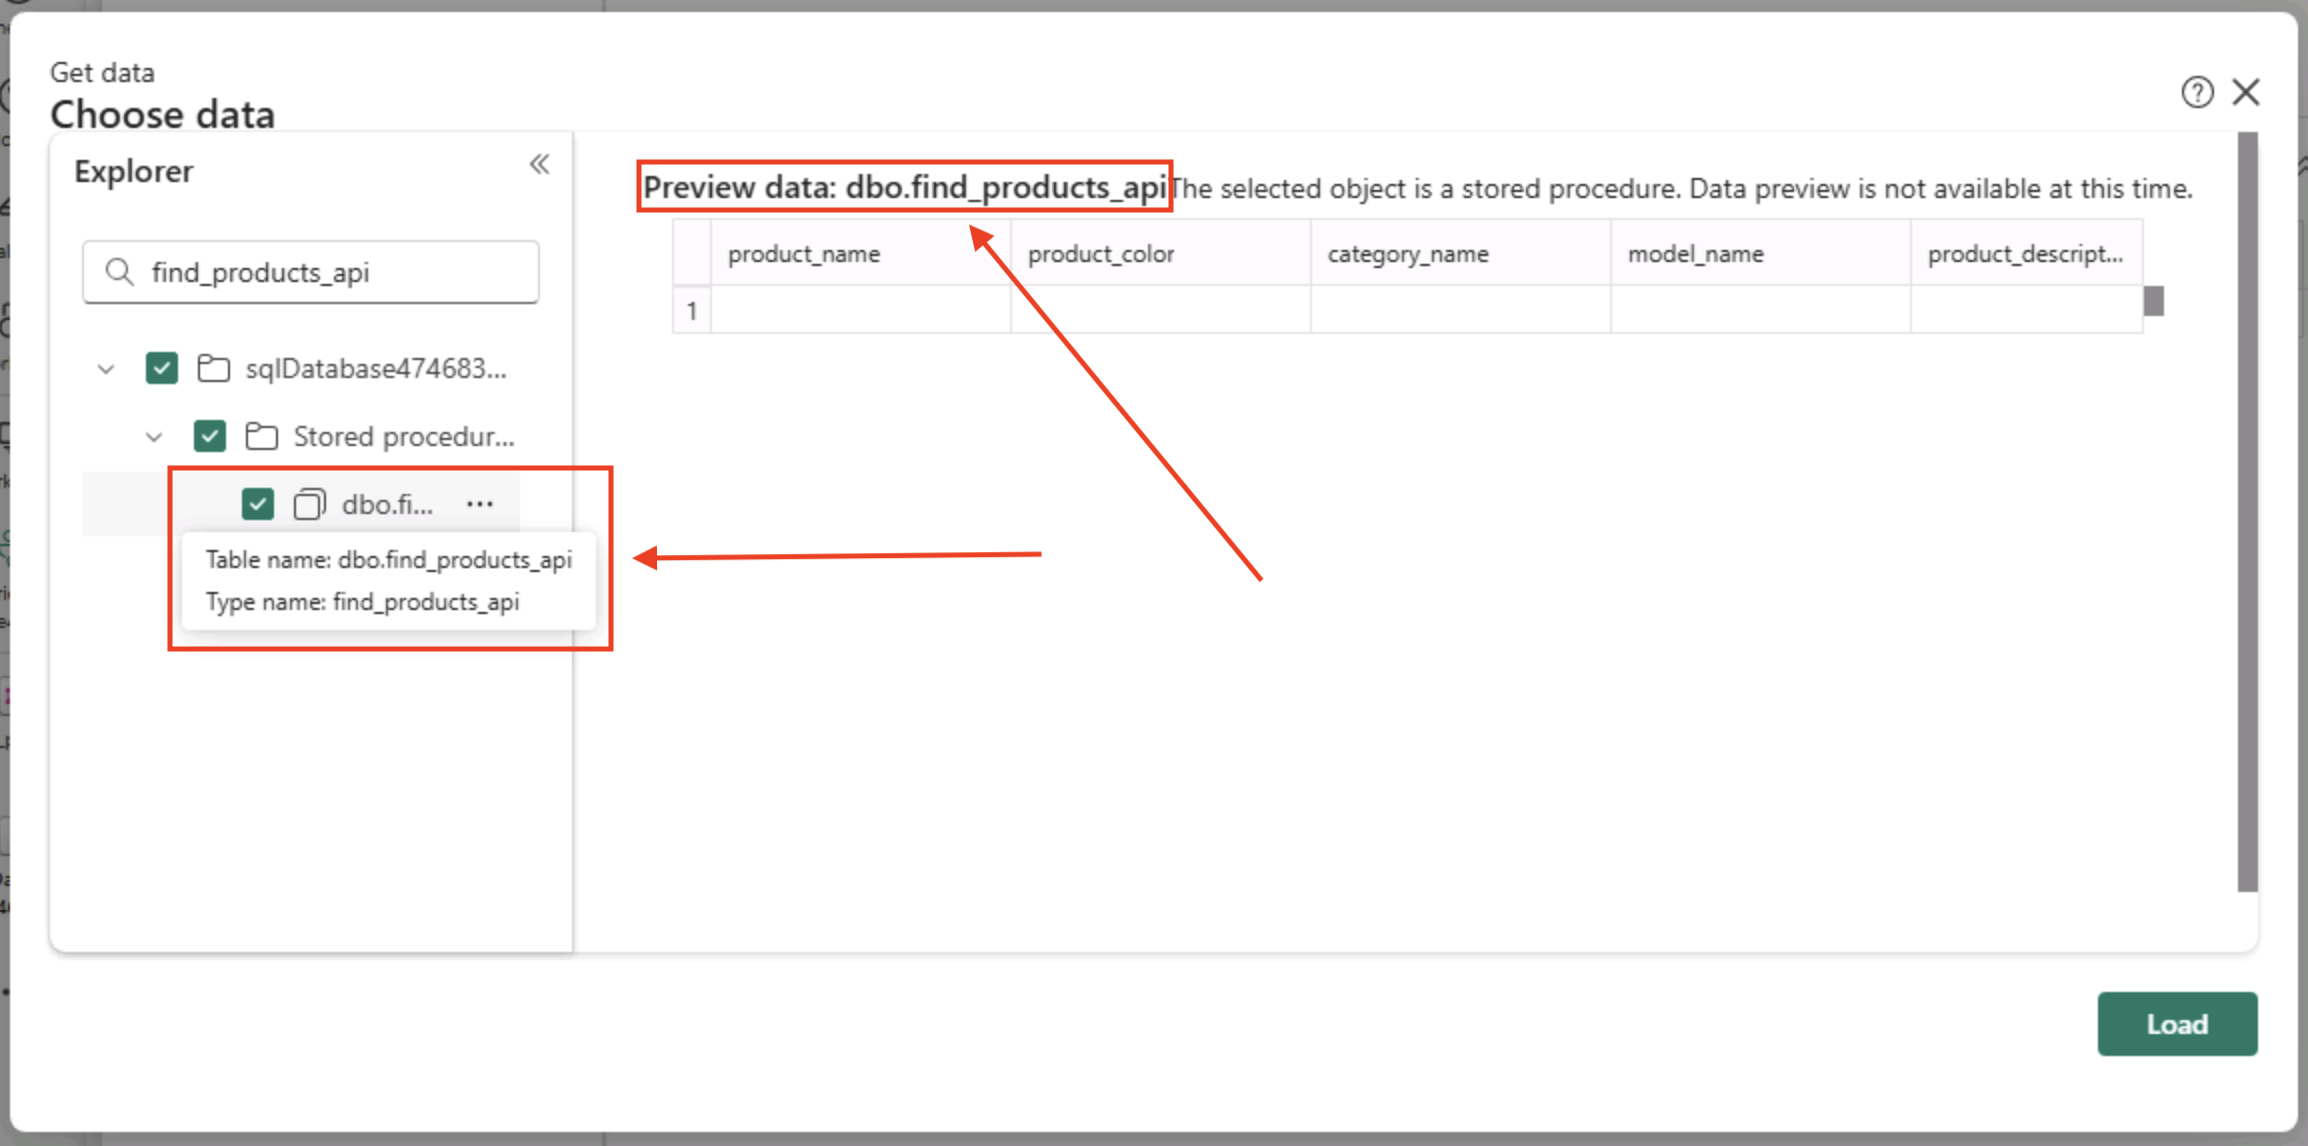 Get data
Choose data
Explorer
find_products_api
sqlDatabase474683...
Stored procedur...
dbo.fi... ...
Table name: dbo.find_products_api
Type name: find_products_api
Preview data: dbo.find_products_api The selected object is a stored procedure. Data preview is not available at this time.
product_name product_color category_name model_name product_descript...
1
Load